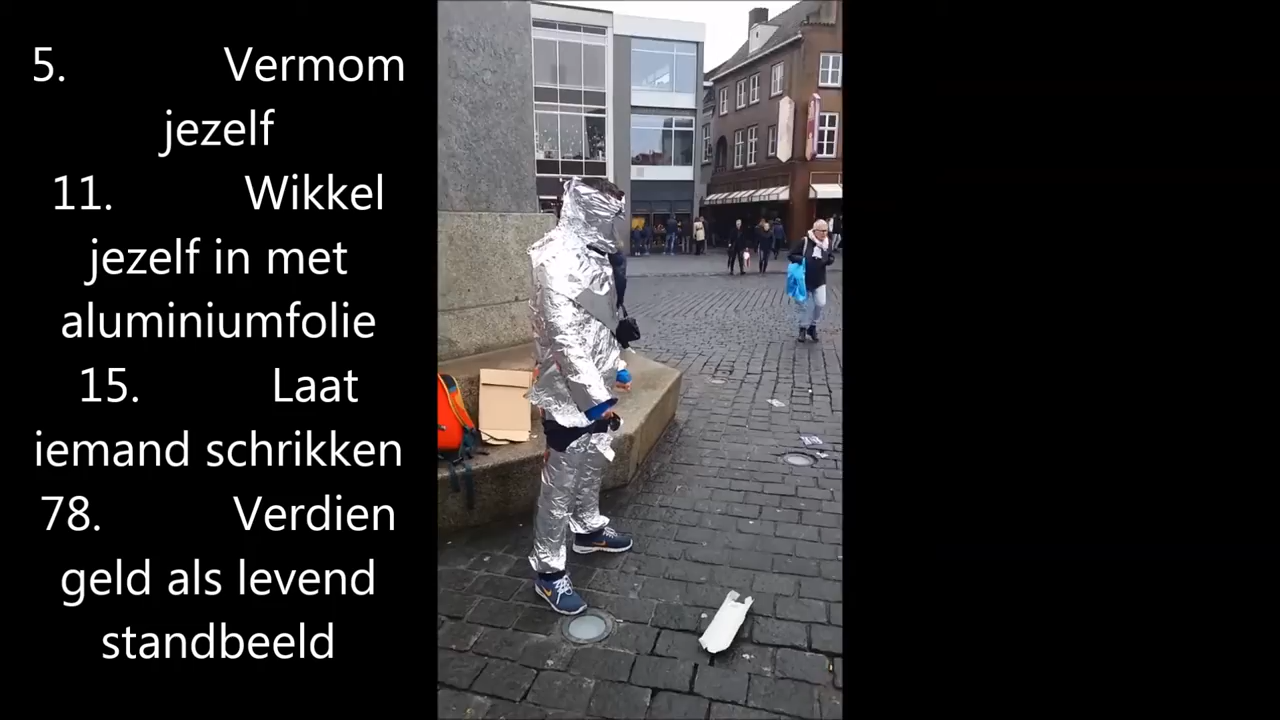 5. Vermom
jezelf
11. Wikkel
jezelf in met
aluminiumfolie
15. Laat
iemand schrikken
78. Verdien
geld als levend
standbeeld